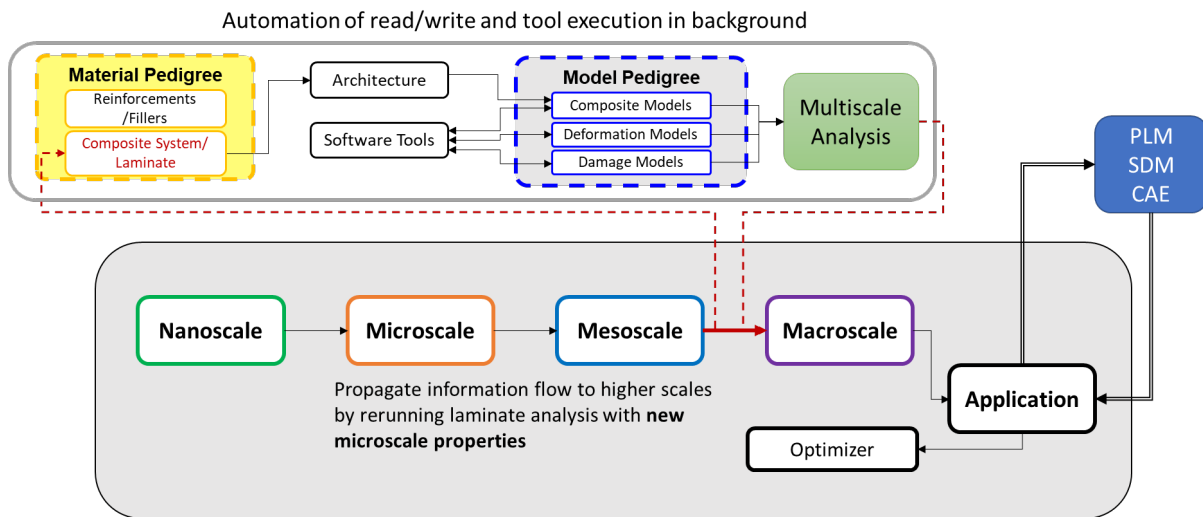 Automation of read/write and tool execution in background
Material Pedigree
Reinforcements
/Fillers
Composite System/
Laminate
Architecture
Software Tools
Model Pedigree
Composite Models
Deformation Models
Damage Models
Multiscale
Analysis
PLM
SDM
CAE
Nanoscale
Microscale
Mesoscale
Macroscale
Propagate information flow to higher scales
by rerunning laminate analysis with new
microscale properties
Application
Optimizer